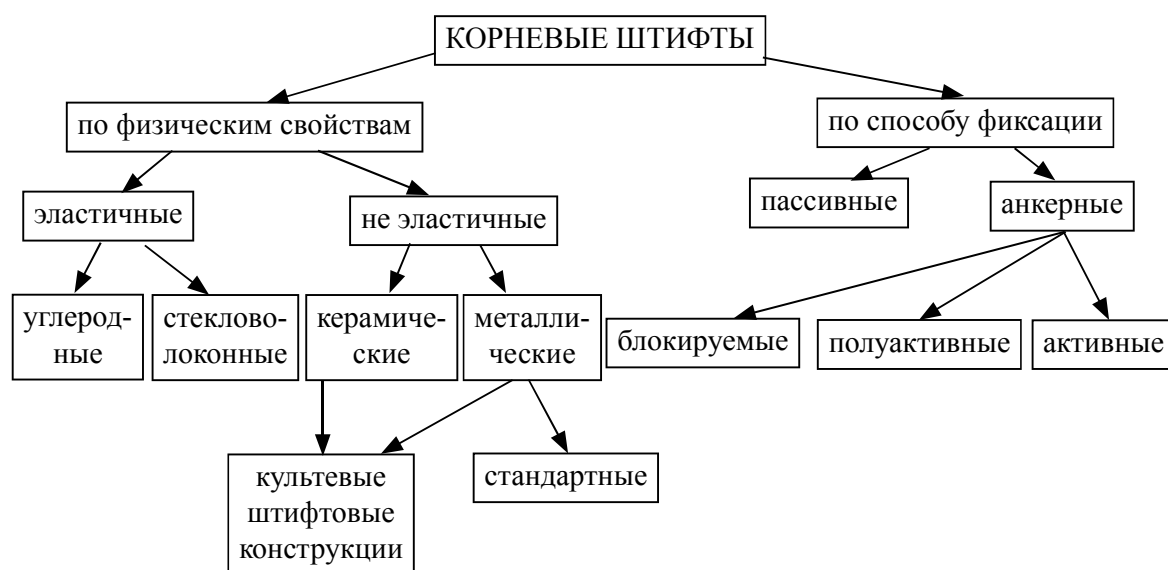 КОРНЕВЫЕ ШТИФТЫ
по физическим свойствам
по способу фиксации
эластичные
не эластичные
пассивные
анкерные
углерод-
ные
стеклово-
локонные
керамиче-
ские
металли-
ческие
блокируемые
полуактивные
активные
культевые
штифтовые
конструкции
стандартные